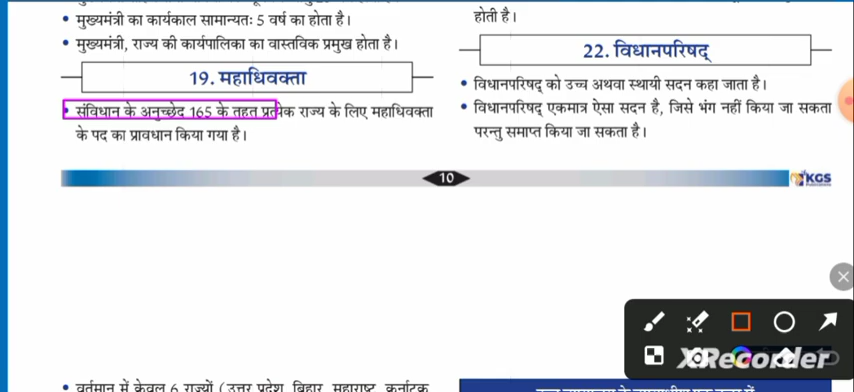 • मुख्यमंत्री का कार्यकाल सामान्यतः 5 वर्ष का होता है।
• मुख्यमंत्री, राज्य की कार्यपालिका का वास्तविक प्रमुख होता है।
19. महाधिवक्ता
• संविधान के अनुच्छेद 165 के तहत प्रत्येक राज्य के लिए महाधिवक्ता
के पद का प्रावधान किया गया है।
होती है।
22. विधानपरिषद्
• विधानपरिषद् को उच्च अथवा स्थायी सदन कहा जाता है।
• विधानपरिषद् एकमात्र ऐसा सदन है, जिसे भंग नहीं किया जा सकता
परन्तु समाप्त किया जा सकता है।
10
KGS
• वर्तमान में केवल 6 राज्यों (उत्तर प्रदेश, बिहार, महाराष्ट्र, कर्नाटक,
XRecorder